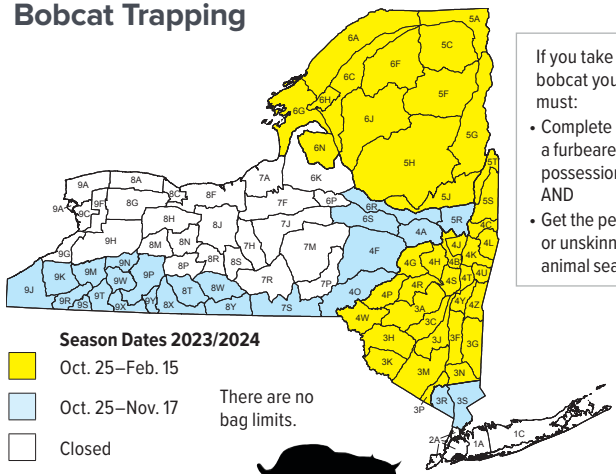 Bobcat Trapping
5A
6A
5C
6C
6F
5F
6G
6H
6J
5G
6N
5H
5T
7A
6K
9A
8A
8C
8F
9A
9F
9C
8G
7F
6P
6R
5J
5S
6S
4A
5R
4C
8H
8J
7J
9G
9H
8M
8N
7H
7M
4F
4J
4L
8R
8S
8P
7R
7P
4G
4H
4B
4K
9N
9M
9K
9W
9P
9J
9T
9R
9S
9X
9Y
8X
8T
8W
8Y
7S
4O
4P
4R
4S
4T
4U
4W
3A
4Y
4Z
3C
3H
3J
3F
3G
3K
3M
3N
3P
3R
3S
2A
1A
1C
If you take
bobcat you
must:
• Complete
a furbeare
possession
AND
• Get the pe
or unskinn
animal sea
Season Dates 2023/2024
Oct. 25–Feb. 15
Oct. 25–Nov. 17
Closed
There are no
bag limits.